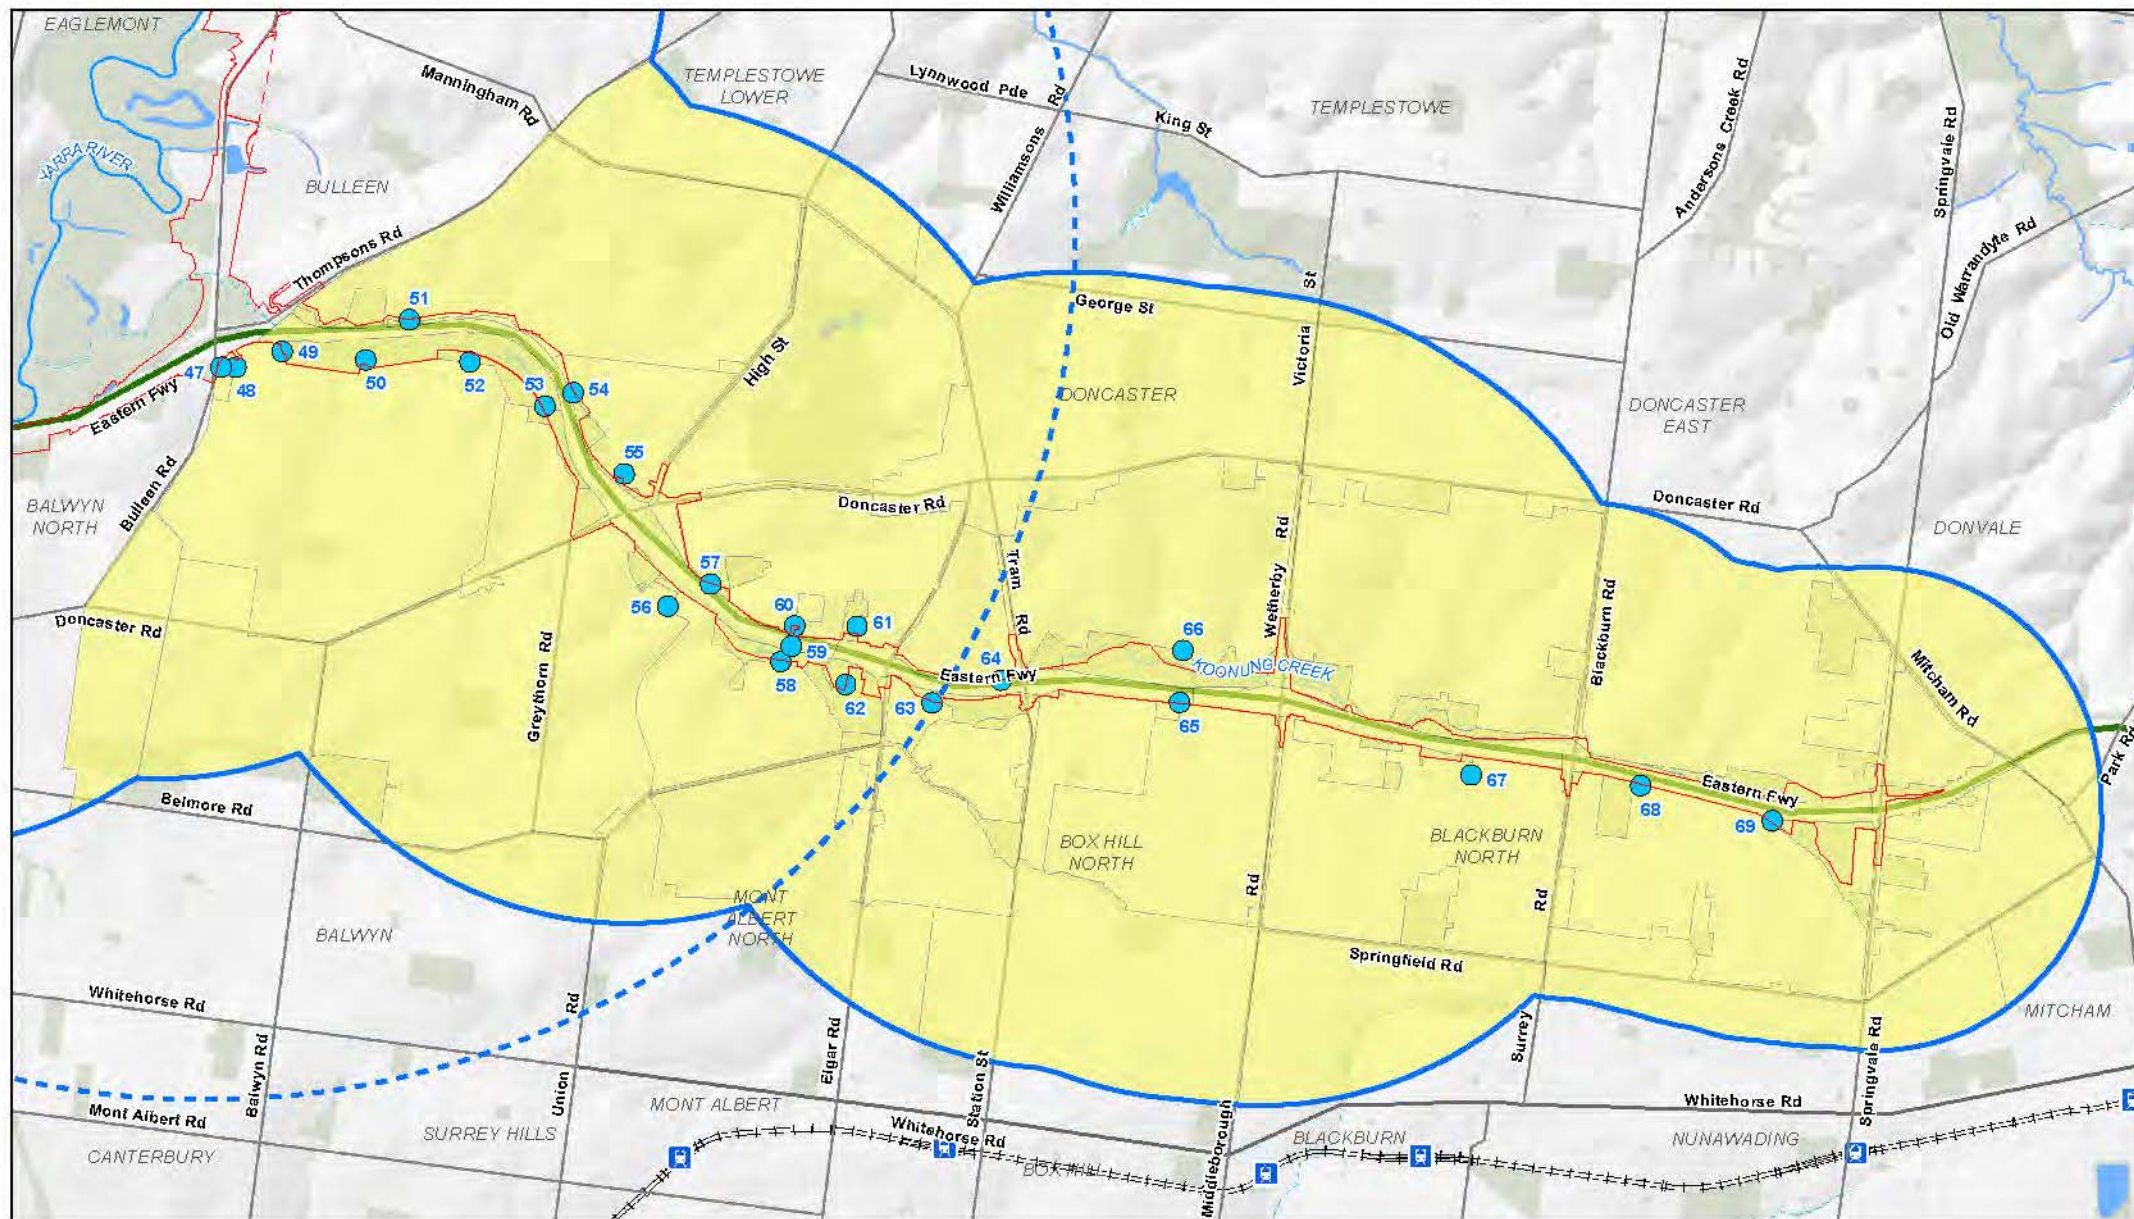 EAGLEMONT
Manningham Rd
TEMPLESTOWE
LOWER
Lynnwood Pde
Williamsons Rd
King St
TEMPLESTOWE
Andersons Creek Rd
Springvale Rd
YARRA RIVER
BULLEEN
Thompsons Rd
Old Warrandyte Rd
George St
Victoria St
51
49
47
48
50
52
53
54
Eastern Fwy
High St
DONCASTER
DONCASTER
EAST
BALWYN
NORTH
Bulleen Rd
55
Doncaster Rd
Doncaster Rd
DONVALE
57
56
60
61
59
58
62
63
64
Tram Rd
Wetherby Rd
66
KOONUNG CREEK
Eastern Fwy
65
Blackburn Rd
Mitcham Rd
Park Rd
Doncaster Rd
Greythorn Rd
67
68
69
Eastern Fwy
Belmore Rd
BOX HILL
NORTH
BLACKBURN
NORTH
MONT
ALBERT
NORTH
BALWYN
Rd
Rd
Springfield Rd
MITCHAM
Whitehorse Rd
Union Rd
Balwyn Rd
Elgar Rd
Station St
Surrey
Springvale Rd
Mont Albert Rd
MONT ALBERT
Whitehorse Rd
Whitehorse Rd
Middleborough
SURREY HILLS
CANTERBURY
BOX HILL
BLACKBURN
NUNAWADING